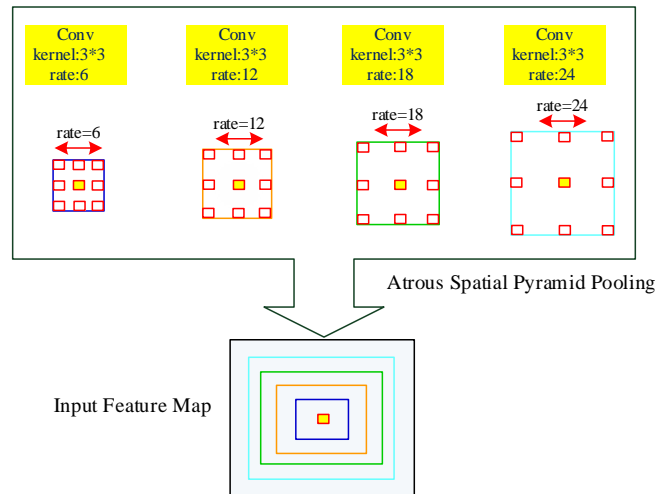 Conv
kernel:3*3
rate:6
Conv
kernel:3*3
rate:12
Conv
kernel:3*3
rate:18
Conv
kernel:3*3
rate:24
rate=6
rate=12
rate=18
rate=24
Atrous Spatial Pyramid Pooling
Input Feature Map